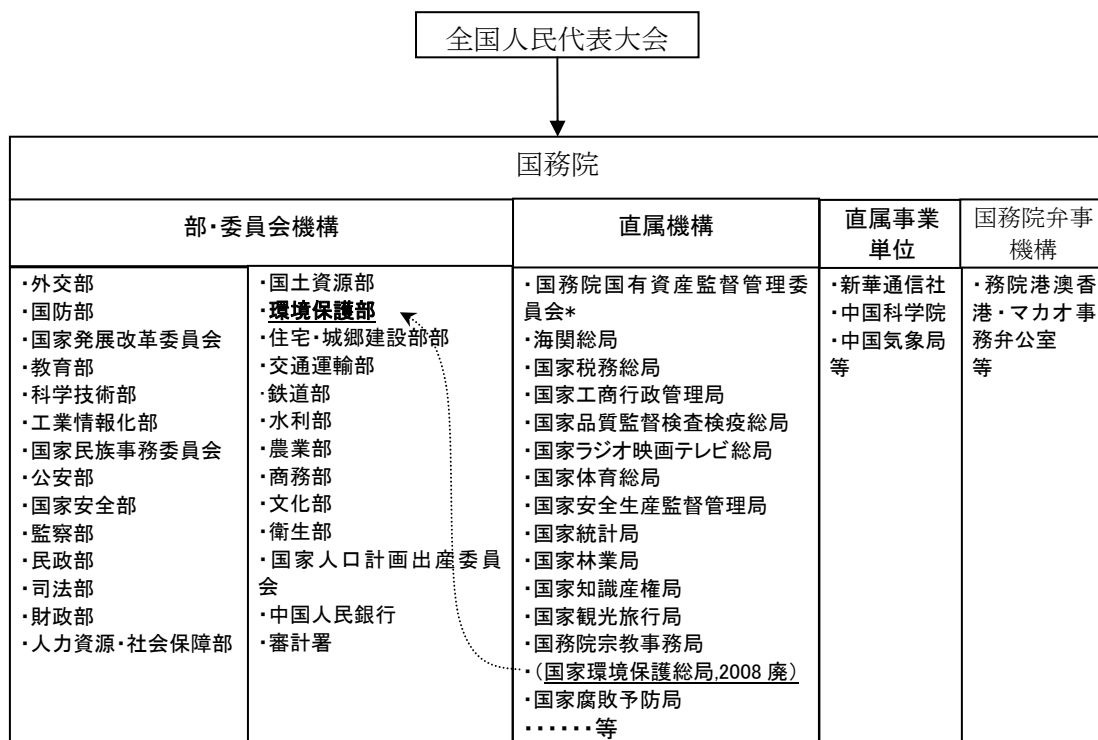 全国人民代表大会
国務院
部・委員会機構
直属機構
直属事業
単位
国務院弁事
機構
・外交部
・国防部
・国家発展改革委員会
・教育部
・科学技術部
・工業情報化部
・国家民族事務委員会
・公安部
・国家安全部
・監察部
・民政部
・司法部
・財政部
・人力資源・社会保障部
・国土資源部
・環境保護部
・住宅・城郷建設部部
・交通運輸部
・鉄道部
・水利部
・農業部
・商務部
・文化部
・衛生部
・国家人口計画出産委員
会
・中国人民銀行
・審計署
・国務院国有資産監督管理委
員会*
・海関総局
・国家税務総局
・国家工商行政管理局
・国家品質監督検査検疫総局
・国家ラジオ映画テレビ総局
・国家体育総局
・国家安全生産監督管理局
・国家統計局
・国家林業局
・国家知識産権局
・国家観光旅行局
・国務院宗教事務局
・(国家環境保護総局,2008 廃)
・国家腐敗予防局
・・・・・・等
・新華通信社
・中国科学院
・中国気象局
等
・務院港澳香
港・マカオ事
務弁公室
等